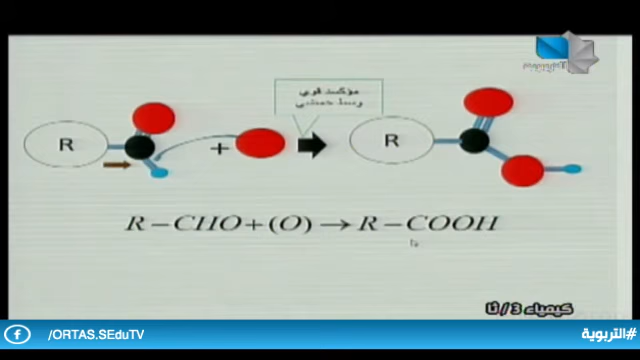 مؤكسد قوي
وسط حمضي
R
+
R
R – CHO + (O) → R – COOH
كيمياء 3 / ثا
/ORTAS.SEduTV
#التربوية